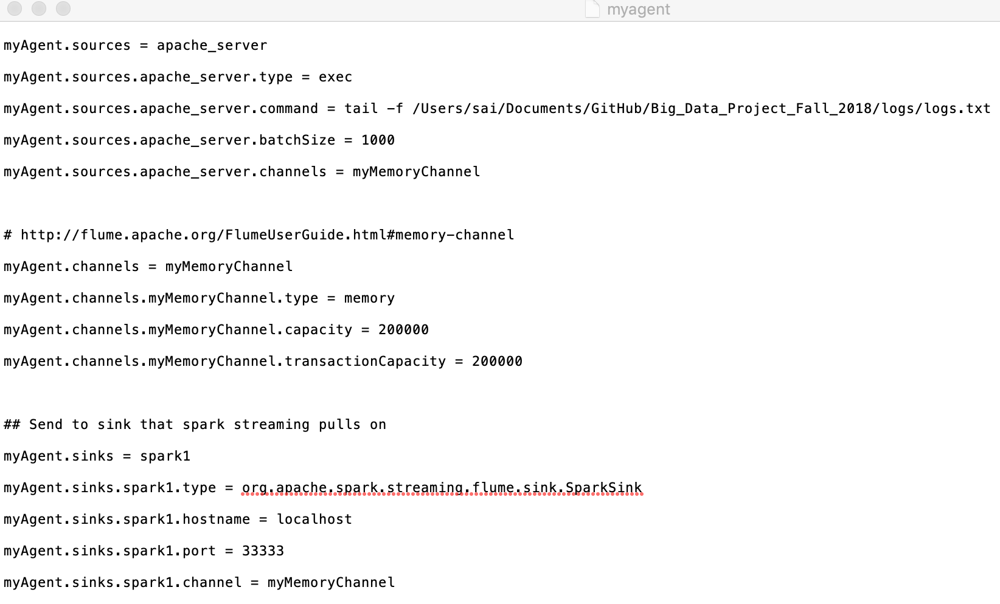 myagent
myAgent.sources = apache_server
myAgent.sources.apache_server.type = exec
myAgent.sources.apache_server.command = tail -f /Users/sai/Documents/GitHub/Big_Data_Project_Fall_2018/logs/logs.txt
myAgent.sources.apache_server.batchSize = 1000
myAgent.sources.apache_server.channels = myMemoryChannel
# http://flume.apache.org/FlumeUserGuide.html#memory-channel
myAgent.channels = myMemoryChannel
myAgent.channels.myMemoryChannel.type = memory
myAgent.channels.myMemoryChannel.capacity = 200000
myAgent.channels.myMemoryChannel.transactionCapacity = 200000
## Send to sink that spark streaming pulls on
myAgent.sinks = spark1
myAgent.sinks.spark1.type = org.apache.spark.streaming.flume.sink.SparkSink
myAgent.sinks.spark1.hostname = localhost
myAgent.sinks.spark1.port = 33333
myAgent.sinks.spark1.channel = myMemoryChannel